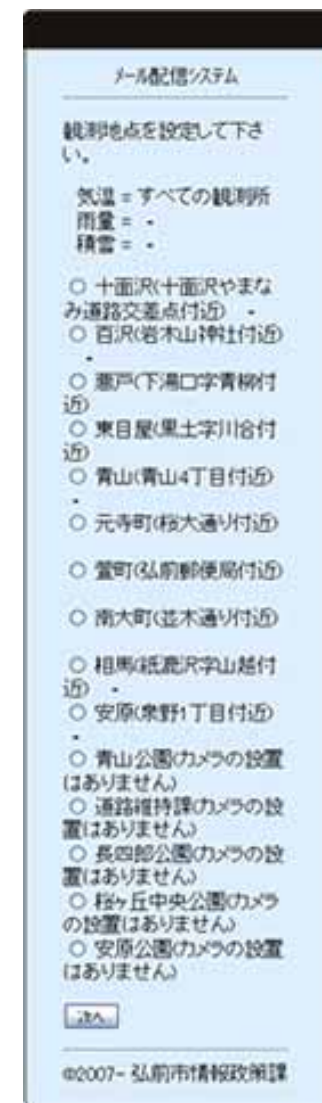 メール配信システム
観測地点を設定して下さ
い。
気温 = すべての観測所
雨量 = -
積雪 = -
○ 十面沢(十面沢やまな
み道路交差点付近) -
○ 百沢(岩木山神社付近)
-
○ 悪戸(下湯口字青柳付
近)
○ 東目屋(黒土字川合付
近)
○ 青山(青山4丁目付近)
-
○ 元寺町(桜大通り付近)
○ 萱町(弘前郵便局付近)
○ 南大町(並木通り付近)
○ 相馬(紙漉沢字山越付
近) -
○ 安原(泉野1丁目付近)
-
○ 青山公園(カメラの設置
はありません)
○ 道路維持課(カメラの設
置はありません)
○ 長四郎公園(カメラの設
置はありません)
○ 桜ヶ丘中央公園(カメラ
の設置はありません)
○ 安原公園(カメラの設置
はありません)
次へ
©2007- 弘前市情報政策課